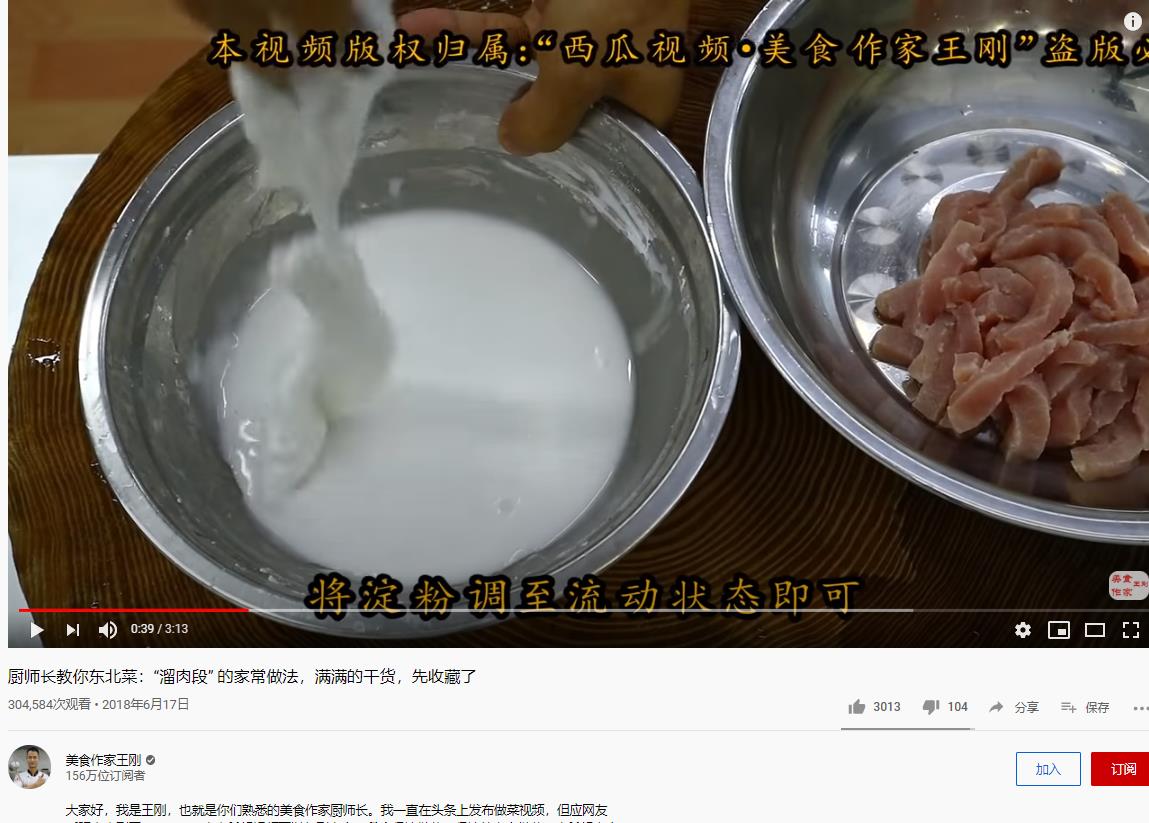 本视频版权归属:“西瓜视频•美食作家王刚”盗版
美食
作家
王刚
将淀粉调至流动状态即可
0:39 / 3:13
厨师长教你东北菜：“溜肉段” 的家常做法，满满的干货，先收藏了
304,584次观看 • 2018年6月17日
3013
104
分享
保存
美食作家王刚
156万位订阅者
加入
订阅
大家好，我是王刚，也就是你们熟悉的美食作家厨师长。我一直在头条上发布做菜视频，但应网友